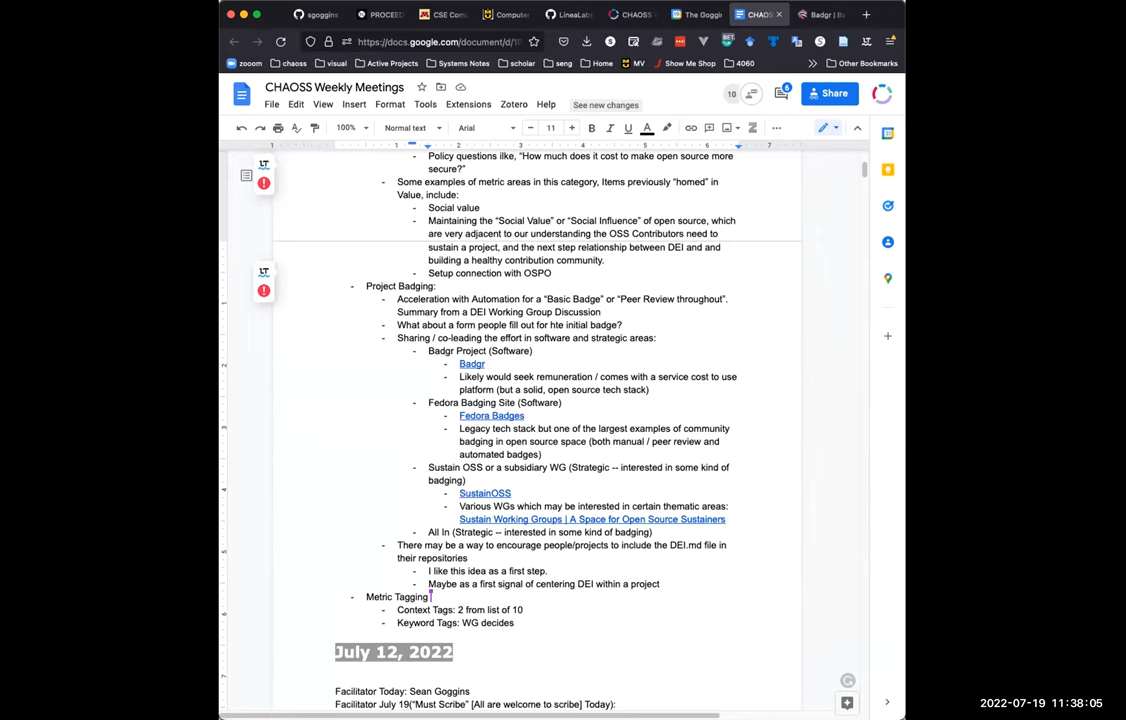 sgoggins
PROCEED
CSE Com
Computer
LineaLabs
CHAOSS
The Goggi
CHAOS
Badgr | Ba
https://docs.google.com/document/d/1
zooom
chaoss
visual
Active Projects
Systems Notes
scholar
seng
Home
MV
Show Me Shop
4060
Other Bookmarks
CHAOSS Weekly Meetings
File Edit View Insert Format Tools Extensions Zotero Help
See new changes
10
6
Share
100%
Normal text
Arial
11
- Policy questions ilke, “How much does it cost to make open source more
secure?”
- Some examples of metric areas in this category, Items previously “homed” in
Value, include:
- Social value
- Maintaining the “Social Value” or “Social Influence” of open source, which
are very adjacent to our understanding the OSS Contributors need to
sustain a project, and the next step relationship between DEI and and
building a healthy contribution community.
- Setup connection with OSPO
- Project Badging:
- Acceleration with Automation for a “Basic Badge” or “Peer Review throughout”.
Summary from a DEI Working Group Discussion
- What about a form people fill out for hte initial badge?
- Sharing / co-leading the effort in software and strategic areas:
- Badgr Project (Software)
- Badgr
- Likely would seek remuneration / comes with a service cost to use
platform (but a solid, open source tech stack)
- Fedora Badging Site (Software)
- Fedora Badges
- Legacy tech stack but one of the largest examples of community
badging in open source space (both manual / peer review and
automated badges)
- Sustain OSS or a subsidiary WG (Strategic -- interested in some kind of
badging)
- SustainOSS
- Various WGs which may be interested in certain thematic areas:
Sustain Working Groups | A Space for Open Source Sustainers
- All In (Strategic -- interested in some kind of badging)
- There may be a way to encourage people/projects to include the DEI.md file in
their repositories
- I like this idea as a first step.
- Maybe as a first signal of centering DEI within a project
- Metric Tagging
- Context Tags: 2 from list of 10
- Keyword Tags: WG decides
July 12, 2022
Facilitator Today: Sean Goggins
Facilitator July 19(“Must Scribe” [All are welcome to scribe] Today):
2022-07-19 11:38:05